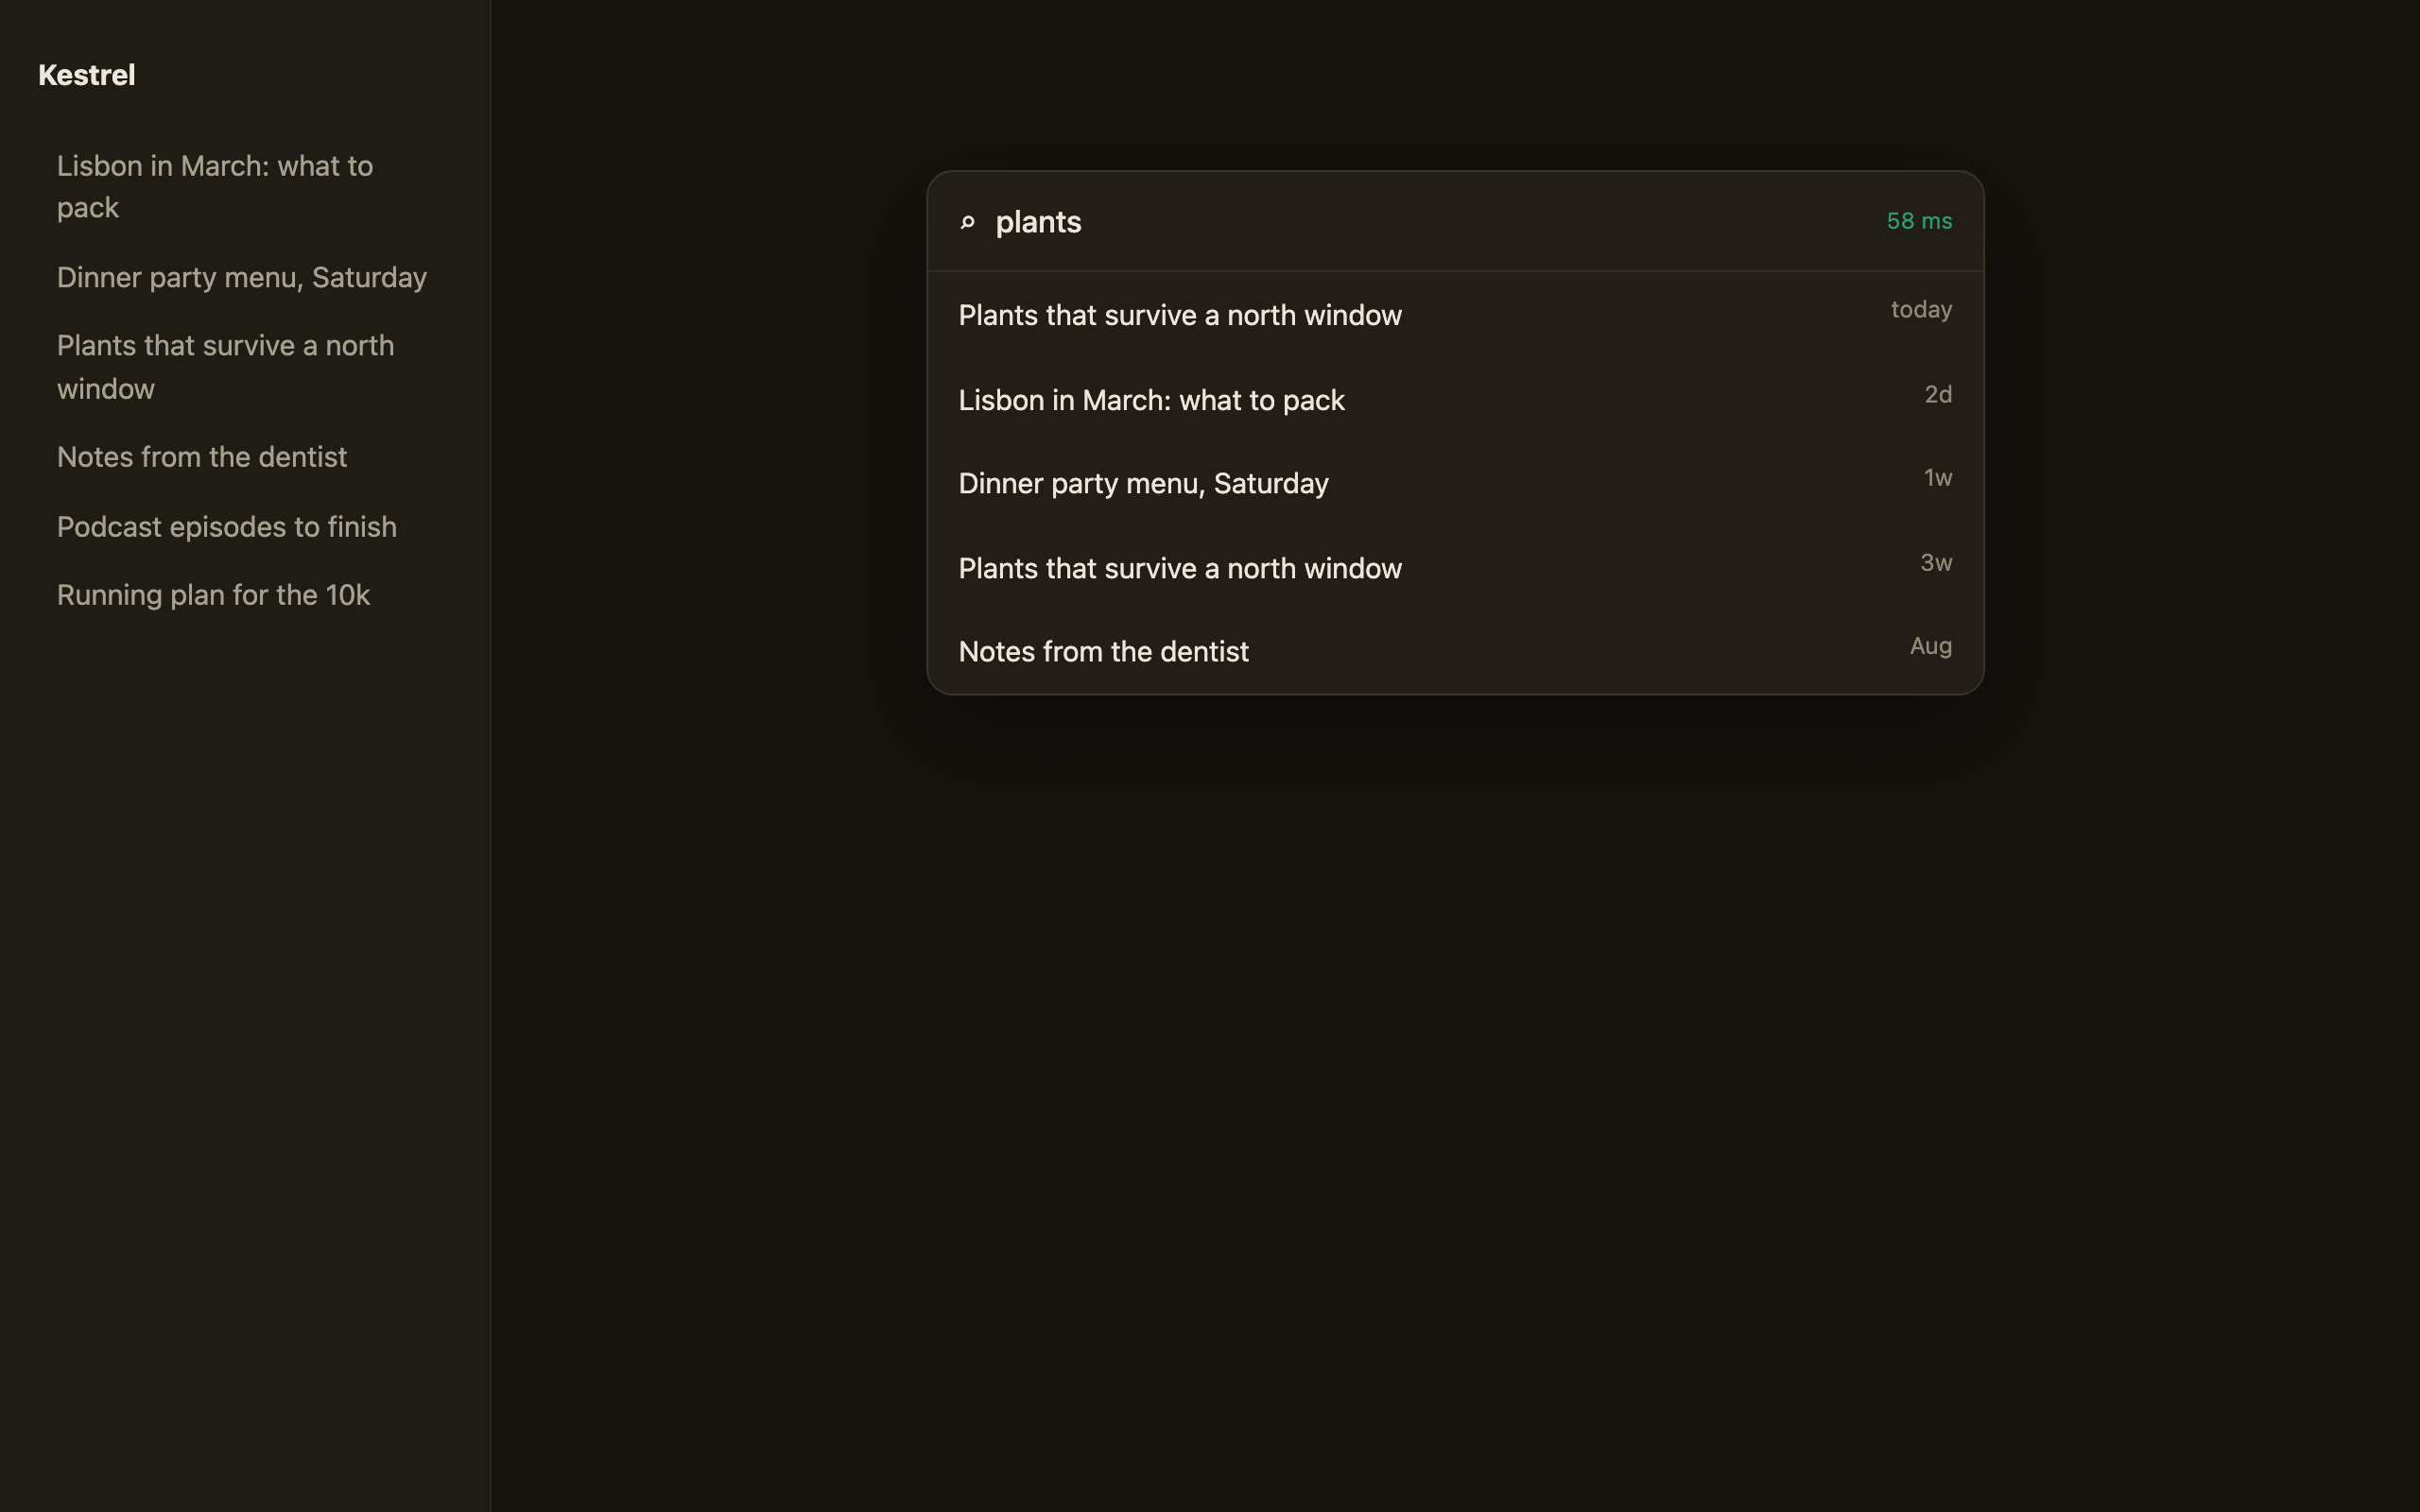 Kestrel
Lisbon in March: what to
pack
Dinner party menu, Saturday
Plants that survive a north
window
Notes from the dentist
Podcast episodes to finish
Running plan for the 10k
plants 58 ms
Plants that survive a north window today
Lisbon in March: what to pack 2d
Dinner party menu, Saturday 1w
Plants that survive a north window 3w
Notes from the dentist Aug